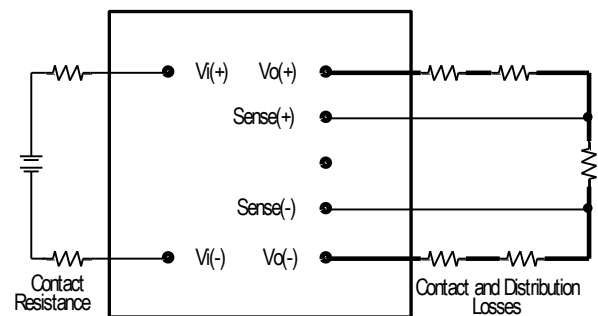 Vi(+) Vo(+)
Sense(+)
Sense(-)
Vi(-) Vo(-)
Contact
Resistance
Contact and Distribution
Losses